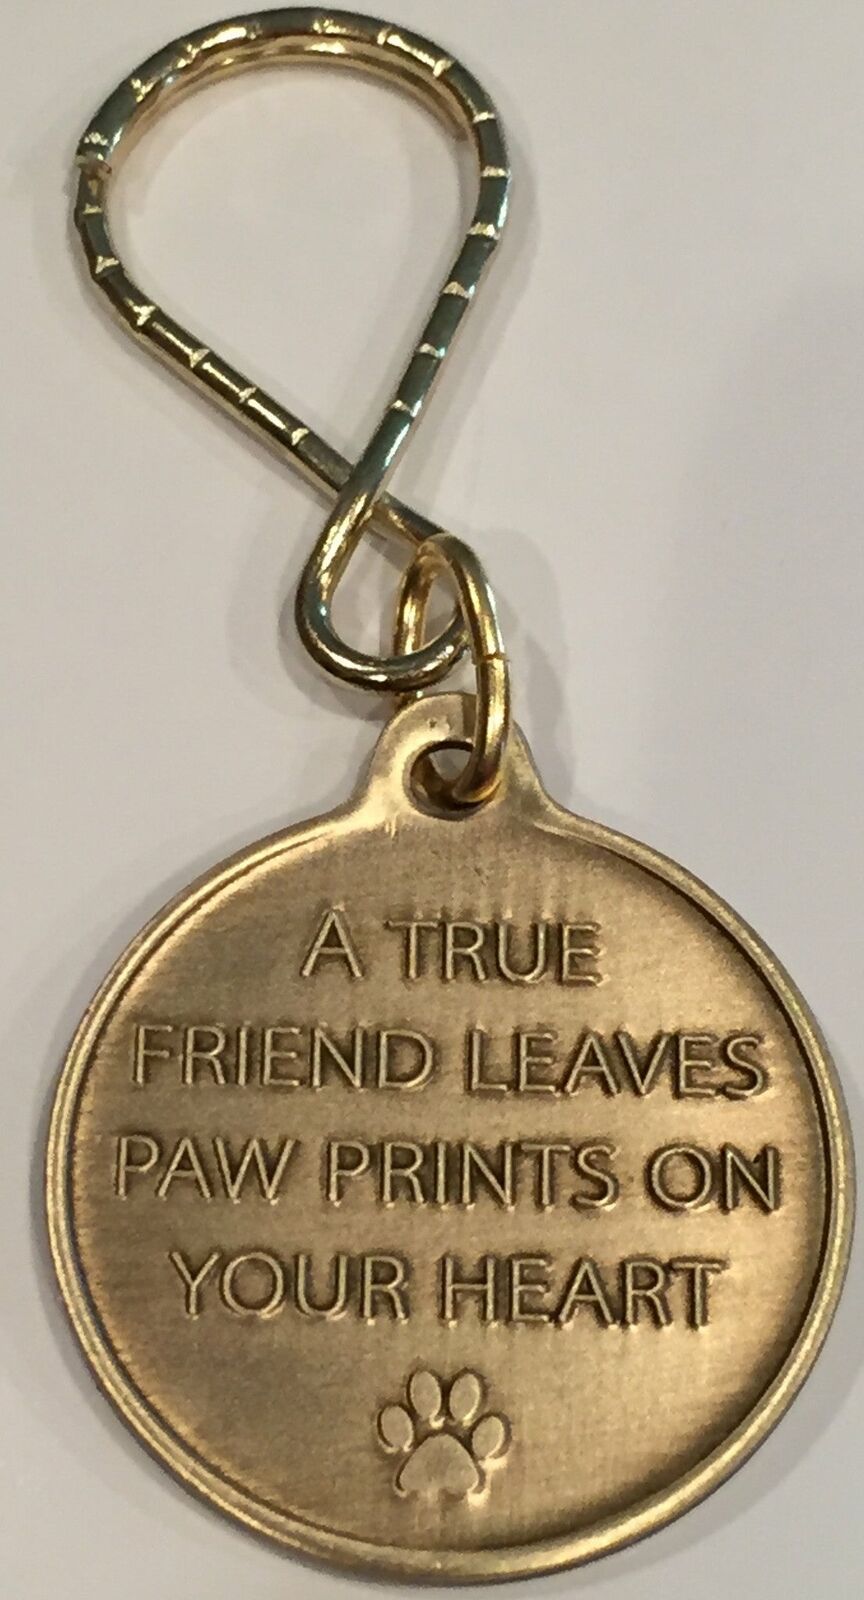 A TRUE
FRIEND LEAVES
PAW PRINTS ON
YOUR HEART